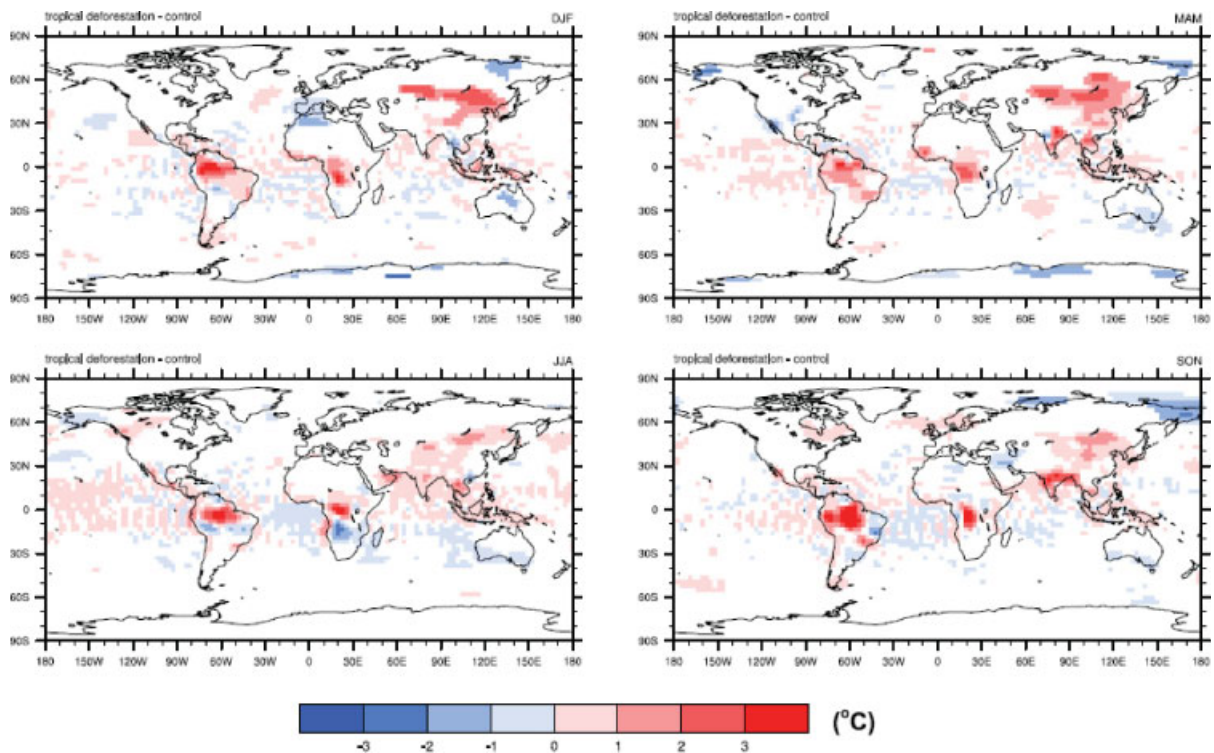 tropical deforestation - control DJF
90N
60N
30N
0
30S
60S
90S
180 150W 120W 90W 60W 30W 0 30E 60E 90E 120E 150E 180
tropical deforestation - control MAM
90N
60N
30N
0
30S
60S
90S
180 150W 120W 90W 60W 30W 0 30E 60E 90E 120E 150E 180
tropical deforestation - control JJA
90N
60N
30N
0
30S
60S
90S
180 150W 120W 90W 60W 30W 0 30E 60E 90E 120E 150E 180
tropical deforestation - control SON
90N
60N
30N
0
30S
60S
90S
180 150W 120W 90W 60W 30W 0 30E 60E 90E 120E 150E 180
-3 -2 -1 0 1 2 3 (°C)